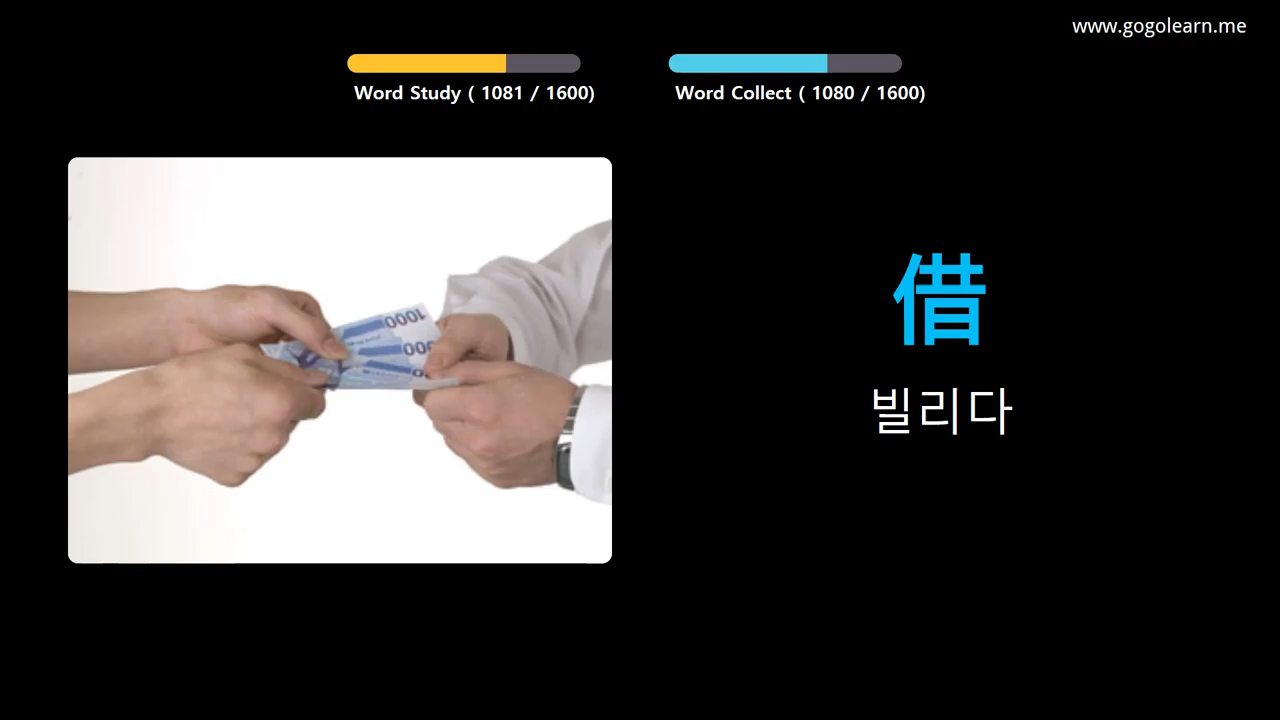 www.gogolearn.me
Word Study ( 1081 / 1600)
Word Collect ( 1080 / 1600)
1000
借
빌리다